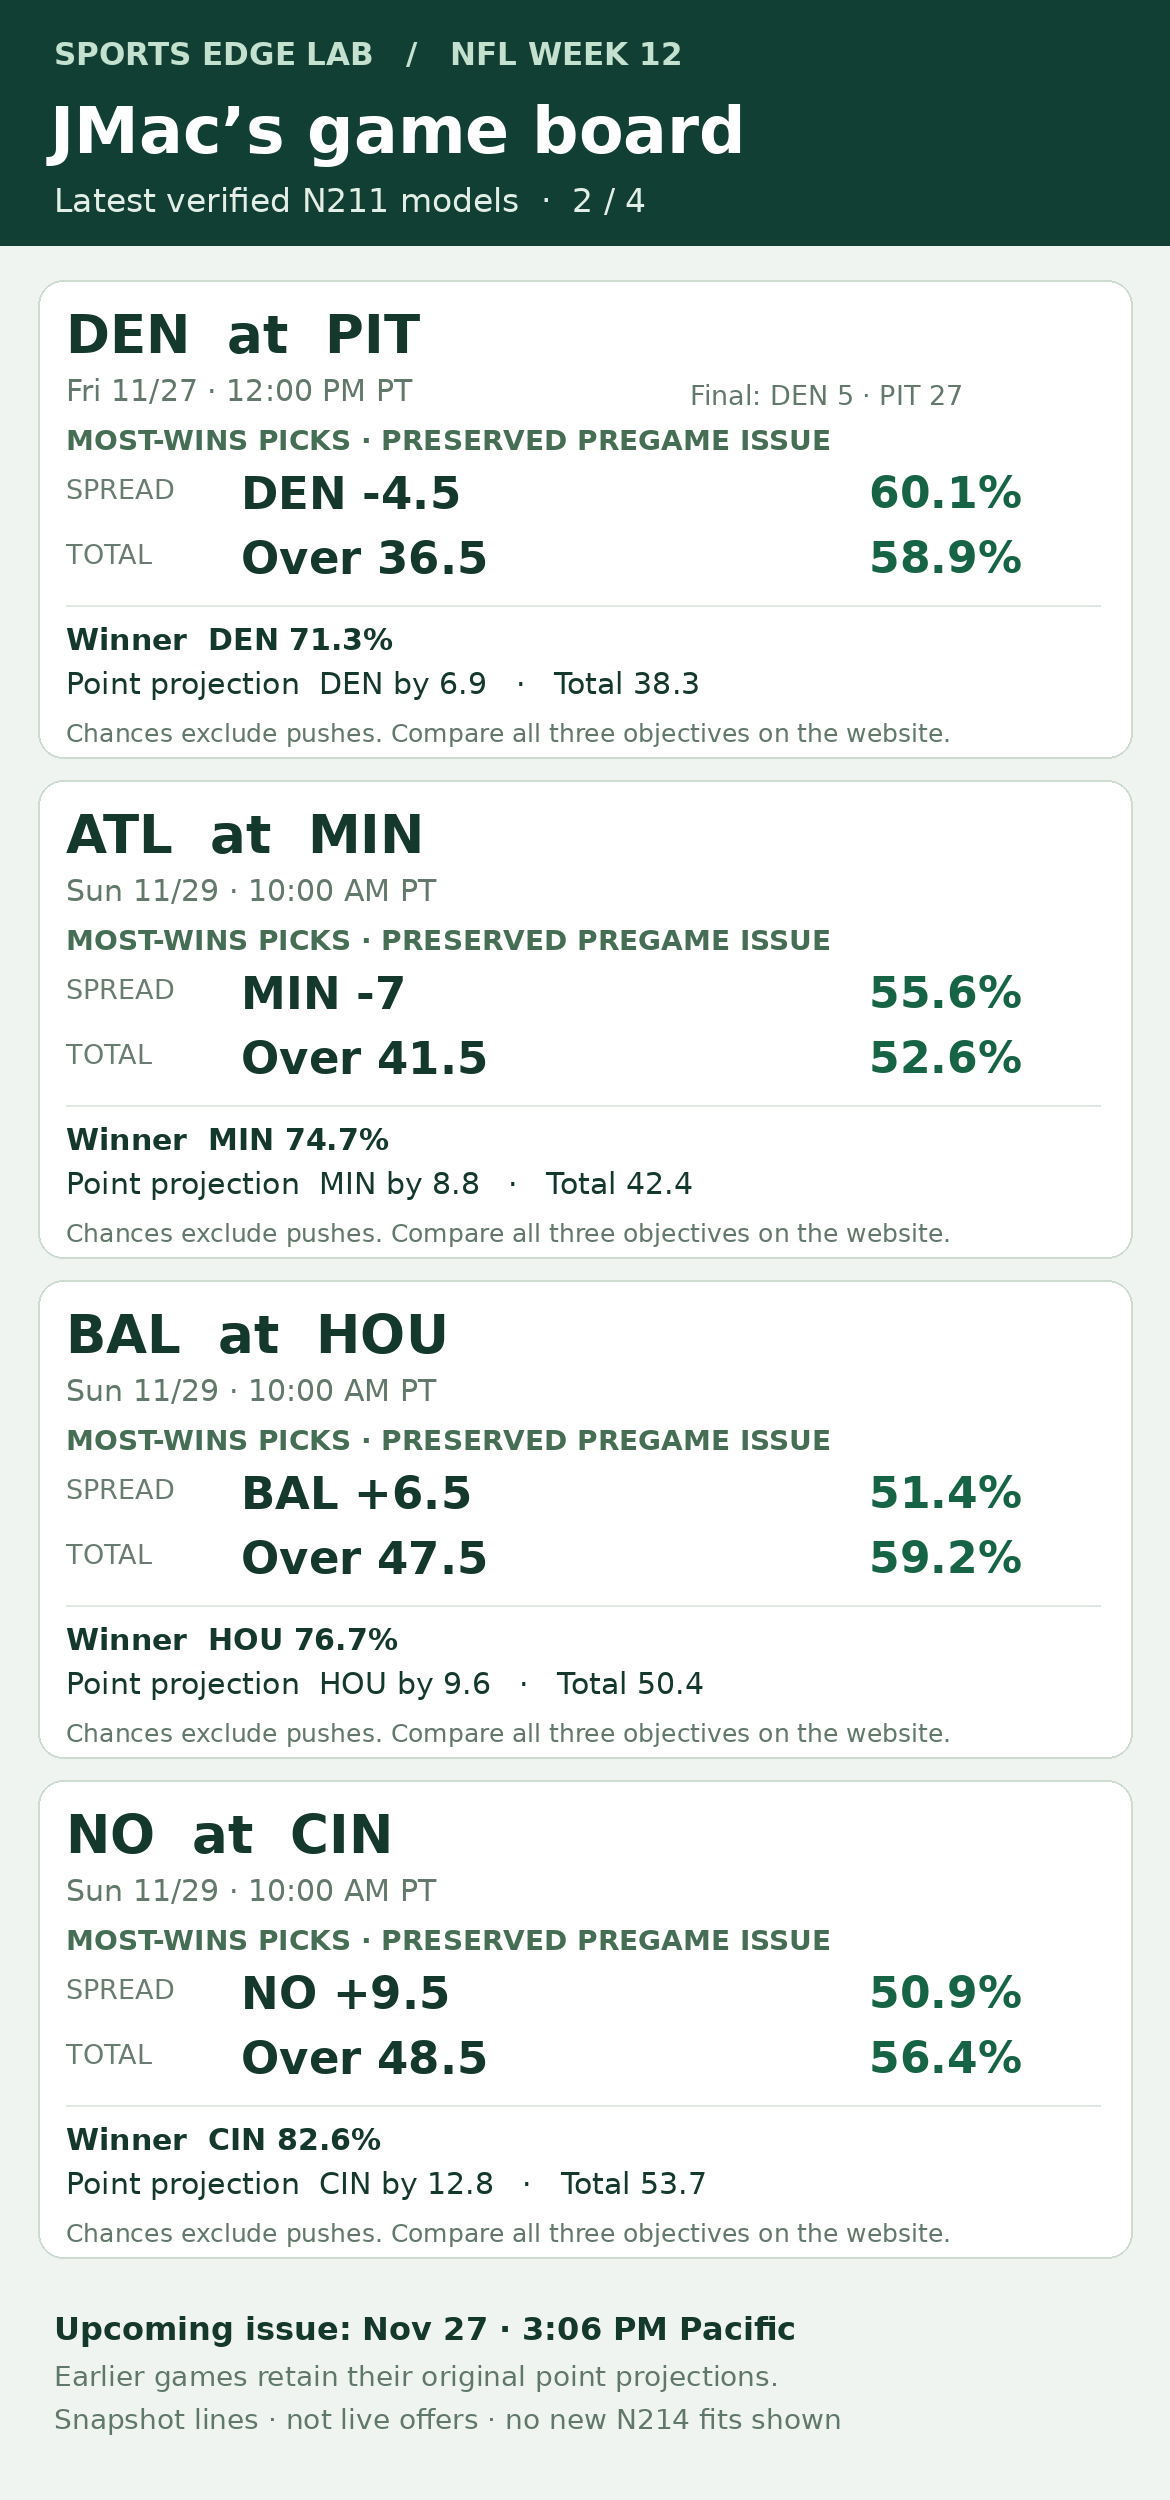 SPORTS EDGE LAB / NFL WEEK 12
JMac’s game board
Latest verified N211 models · 2 / 4
DEN at PIT
Fri 11/27 · 12:00 PM PT Final: DEN 5 · PIT 27
MOST-WINS PICKS · PRESERVED PREGAME ISSUE
SPREAD DEN -4.5 60.1%
TOTAL Over 36.5 58.9%
Winner DEN 71.3%
Point projection DEN by 6.9 · Total 38.3
Chances exclude pushes. Compare all three objectives on the website.
ATL at MIN
Sun 11/29 · 10:00 AM PT
MOST-WINS PICKS · PRESERVED PREGAME ISSUE
SPREAD MIN -7 55.6%
TOTAL Over 41.5 52.6%
Winner MIN 74.7%
Point projection MIN by 8.8 · Total 42.4
Chances exclude pushes. Compare all three objectives on the website.
BAL at HOU
Sun 11/29 · 10:00 AM PT
MOST-WINS PICKS · PRESERVED PREGAME ISSUE
SPREAD BAL +6.5 51.4%
TOTAL Over 47.5 59.2%
Winner HOU 76.7%
Point projection HOU by 9.6 · Total 50.4
Chances exclude pushes. Compare all three objectives on the website.
NO at CIN
Sun 11/29 · 10:00 AM PT
MOST-WINS PICKS · PRESERVED PREGAME ISSUE
SPREAD NO +9.5 50.9%
TOTAL Over 48.5 56.4%
Winner CIN 82.6%
Point projection CIN by 12.8 · Total 53.7
Chances exclude pushes. Compare all three objectives on the website.
Upcoming issue: Nov 27 · 3:06 PM Pacific
Earlier games retain their original point projections.
Snapshot lines · not live offers · no new N214 fits shown